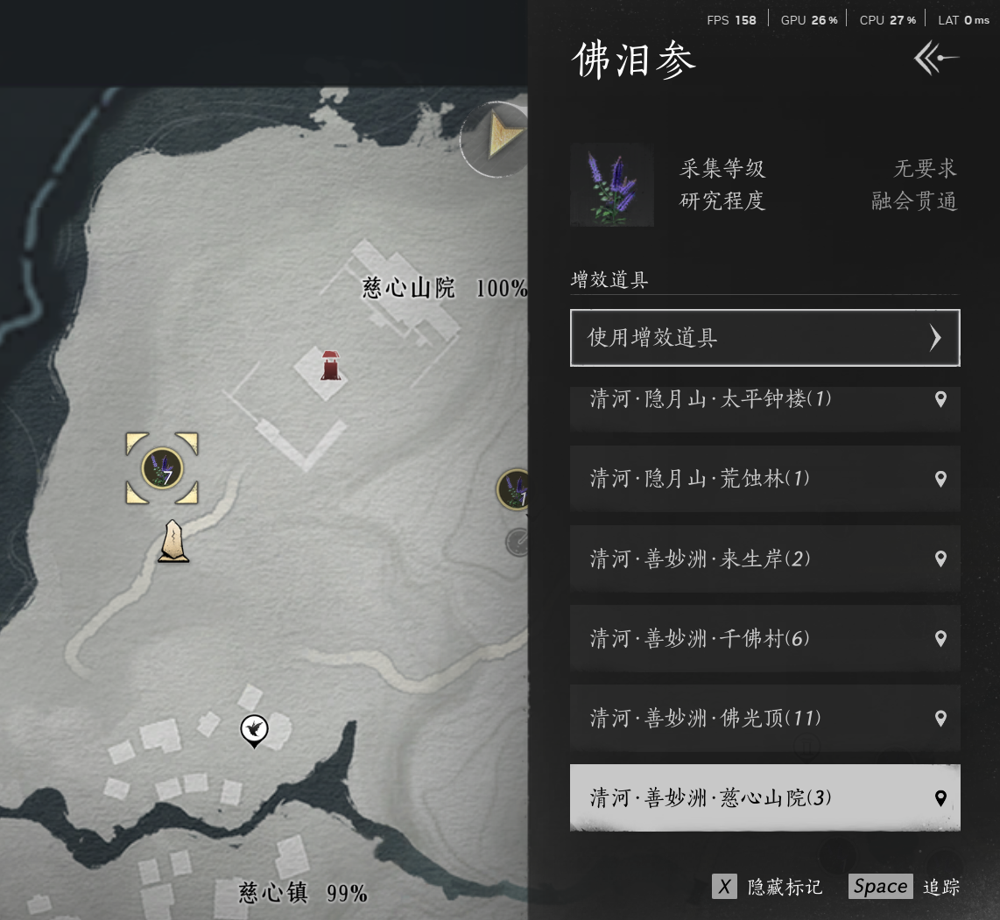 FPS 158 GPU 26% CPU 27% LAT 0ms
佛泪参
采集等级 无要求
研究程度 融会贯通
增效道具
使用增效道具
清河·隐月山·太平钟楼(1)
清河·隐月山·荒蚀林(1)
清河·善妙洲·来生岸(2)
清河·善妙洲·千佛村(6)
清河·善妙洲·佛光顶(11)
清河·善妙洲·慈心山院(3)
X 隐藏标记 Space 追踪
慈心山院 100%
7
1
慈心镇 99%